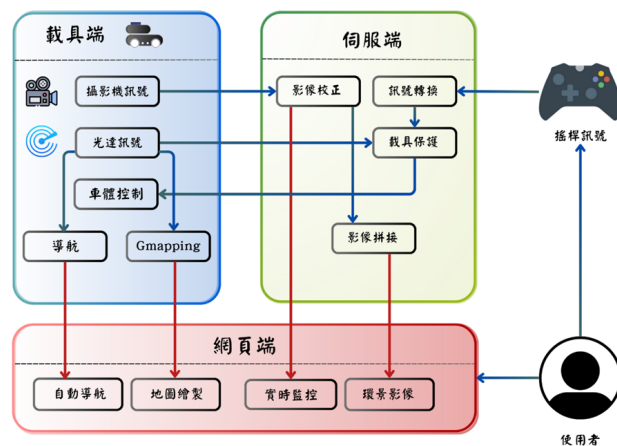 載具端
伺服端
攝影機訊號
影像校正
訊號轉換
光達訊號
載具保護
搖桿訊號
車體控制
導航
Gmapping
影像拼接
網頁端
自動導航
地圖繪製
實時監控
環景影像
使用者